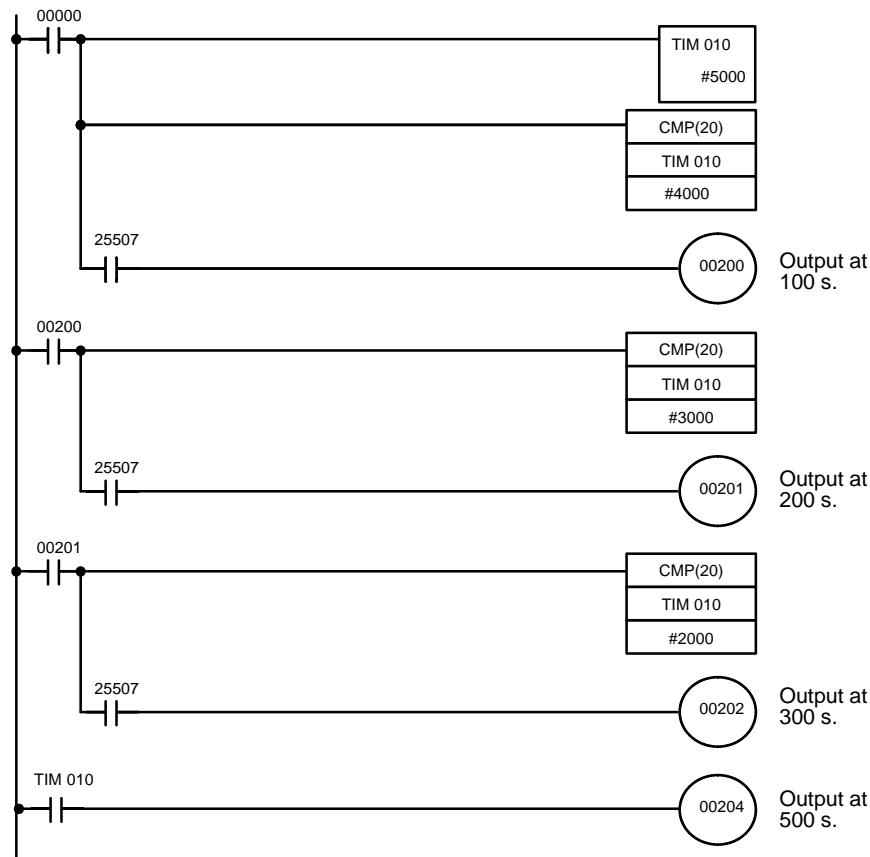 00000
TIM 010
#5000
CMP(20)
TIM 010
#4000
25507
00200
Output at
100 s.
00200
CMP(20)
TIM 010
#3000
25507
00201
Output at
200 s.
00201
CMP(20)
TIM 010
#2000
25507
00202
Output at
300 s.
TIM 010
00204
Output at
500 s.